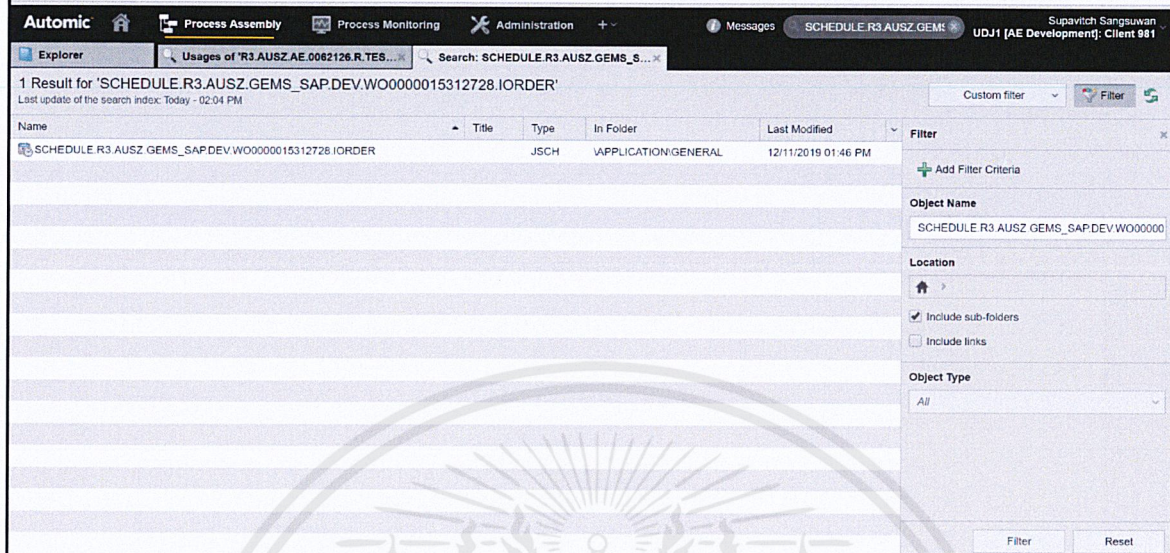 Automic Process Assembly Process Monitoring Administration + Messages SCHEDULE.R3.AUSZ.GEMS Supavitch Sangsuwan
UDJ1 [AE Development]: Client 981
Explorer Usages of 'R3.AUSZ.AE.0062126.R.TES... Search: SCHEDULE.R3.AUSZ.GEMS_S...
1 Result for 'SCHEDULE.R3.AUSZ.GEMS_SAP.DEV.WO0000015312728.IORDER'
Last update of the search index: Today - 02:04 PM
Custom filter Filter
Name Title Type In Folder Last Modified
SCHEDULE.R3.AUSZ.GEMS_SAP.DEV.WO0000015312728.IORDER JSCH \APPLICATION\GENERAL 12/11/2019 01:46 PM
Filter
Add Filter Criteria
Object Name
SCHEDULE.R3.AUSZ.GEMS_SAP.DEV.WO00000
Location
Include sub-folders
Include links
Object Type
All
Filter Reset